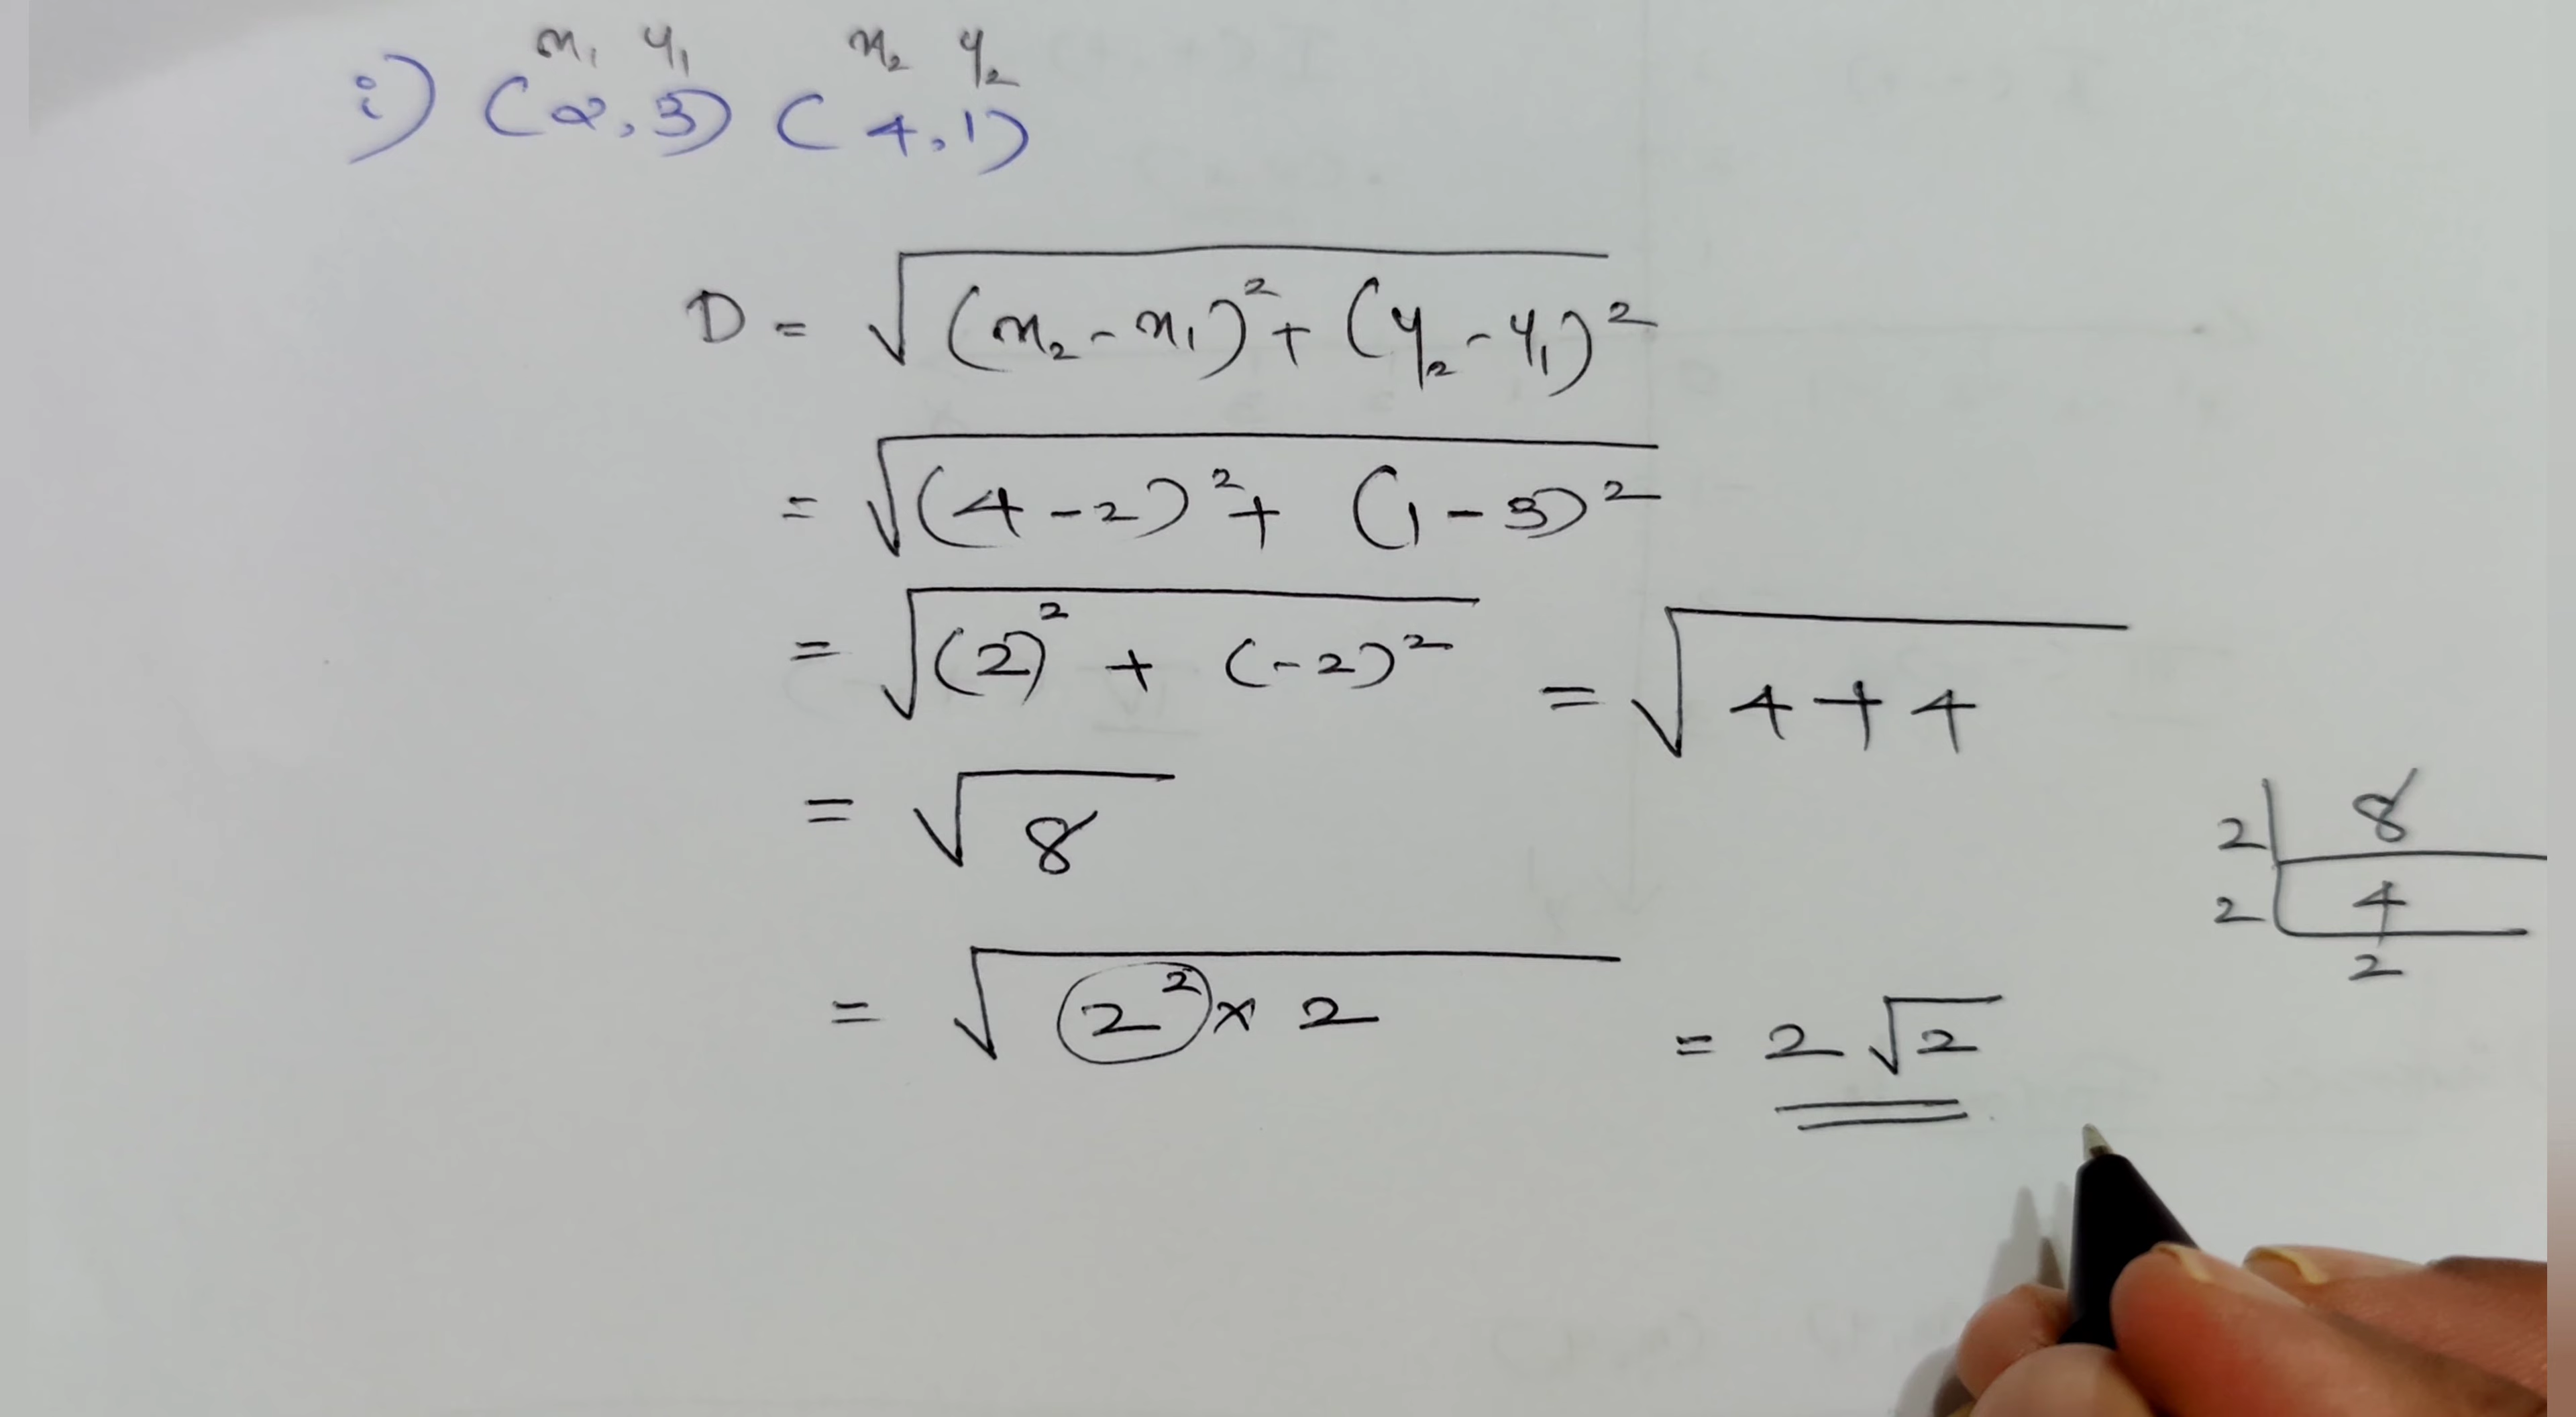 x₁ y₁ x₂ y₂
i) (2,3) (4,1)
D = √(x₂ - x₁)² + (y₂ - y₁)²
= √(4 - 2)² + (1 - 3)²
= √(2)² + (-2)² = √4 + 4
= √8
2 | 8
2 | 4
2
= √2² × 2 = 2√2